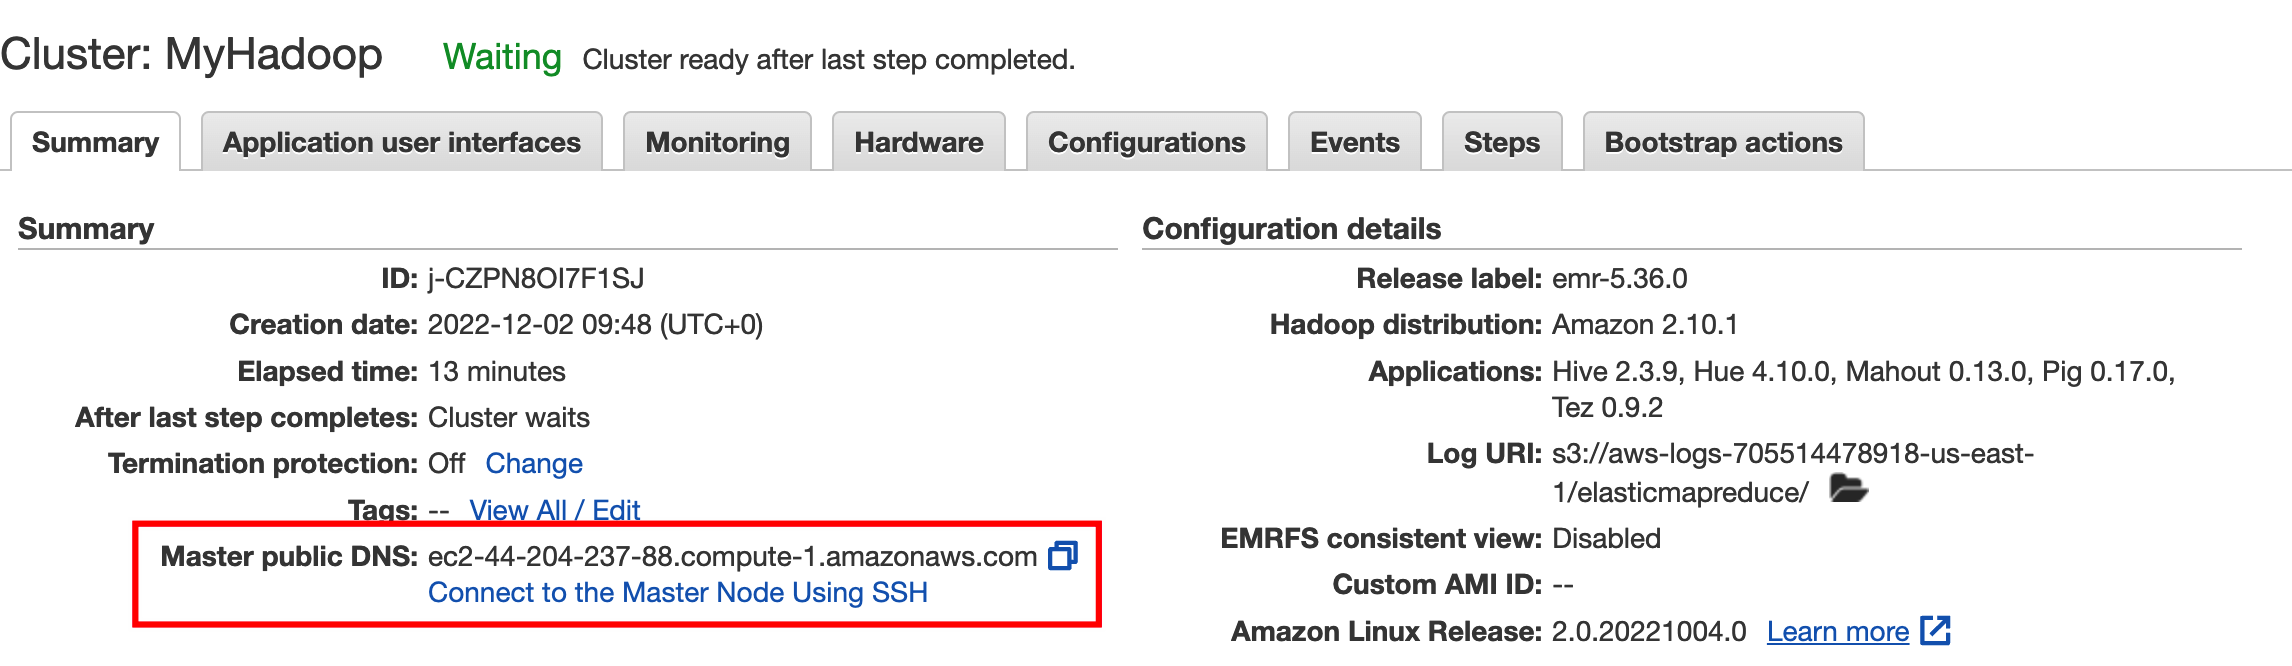 Cluster: MyHadoop Waiting Cluster ready after last step completed.
Summary Application user interfaces Monitoring Hardware Configurations Events Steps Bootstrap actions
Summary
ID: j-CZPN8OI7F1SJ
Creation date: 2022-12-02 09:48 (UTC+0)
Elapsed time: 13 minutes
After last step completes: Cluster waits
Termination protection: Off Change
Tags: -- View All / Edit
Master public DNS: ec2-44-204-237-88.compute-1.amazonaws.com
Connect to the Master Node Using SSH
Configuration details
Release label: emr-5.36.0
Hadoop distribution: Amazon 2.10.1
Applications: Hive 2.3.9, Hue 4.10.0, Mahout 0.13.0, Pig 0.17.0,
Tez 0.9.2
Log URI: s3://aws-logs-705514478918-us-east-
1/elasticmapreduce/
EMRFS consistent view: Disabled
Custom AMI ID: --
Amazon Linux Release: 2.0.20221004.0 Learn more